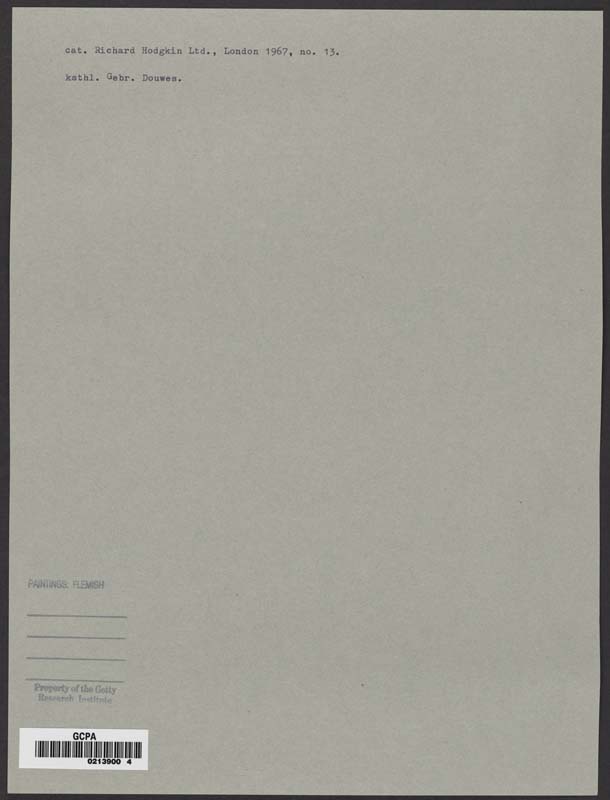 cat. Richard Hodgkin Ltd., London 1967, no. 13.
kathl. Gebr. Douwes.
PAINTINGS: FLEMISH
Property of the Getty
Research Institute
GCPA
0213900 4